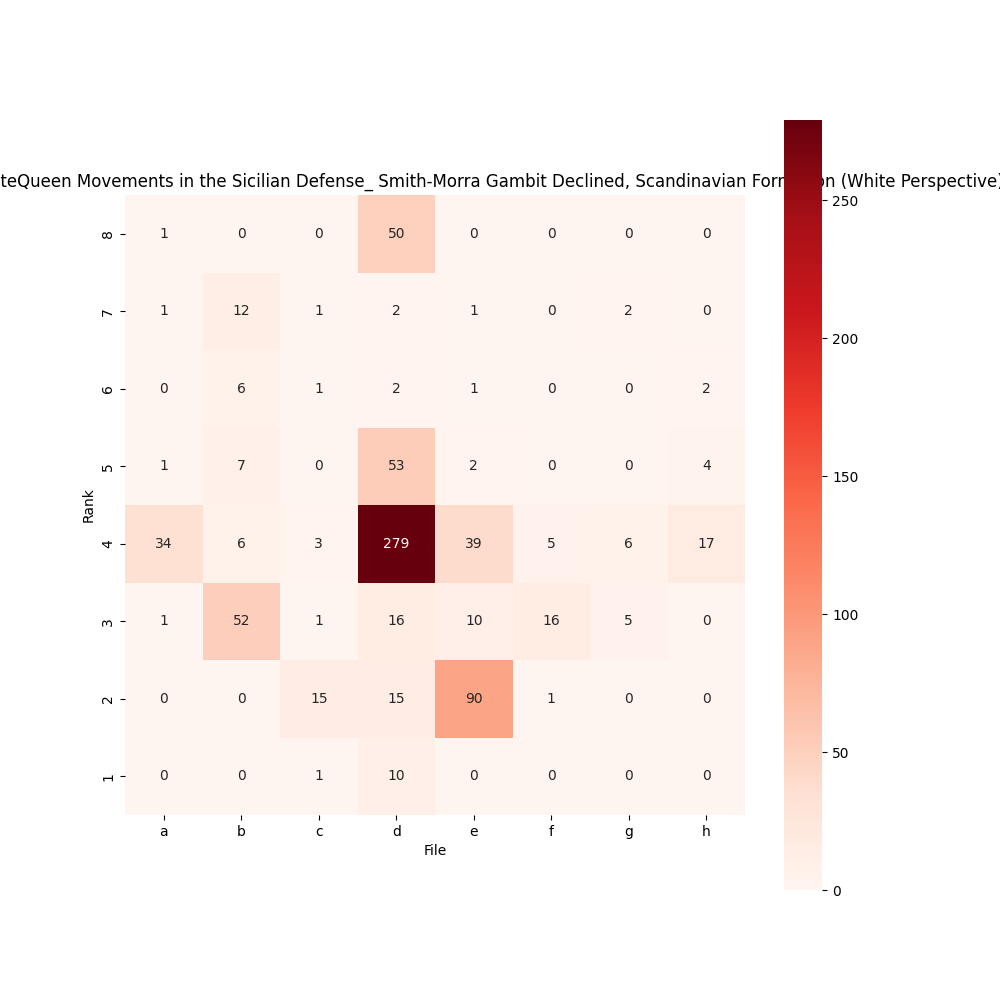 teQueen Movements in the Sicilian Defense_ Smith-Morra Gambit Declined, Scandinavian Formation (White Perspective)
8 1 0 0 50 0 0 0 0
7 1 12 1 2 1 0 2 0
6 0 6 1 2 1 0 0 2
5 1 7 0 53 2 0 0 4
4 34 6 3 279 39 5 6 17
3 1 52 1 16 10 16 5 0
2 0 0 15 15 90 1 0 0
1 0 0 1 10 0 0 0 0
a b c d e f g h
File
Rank
250
200
150
100
50
0